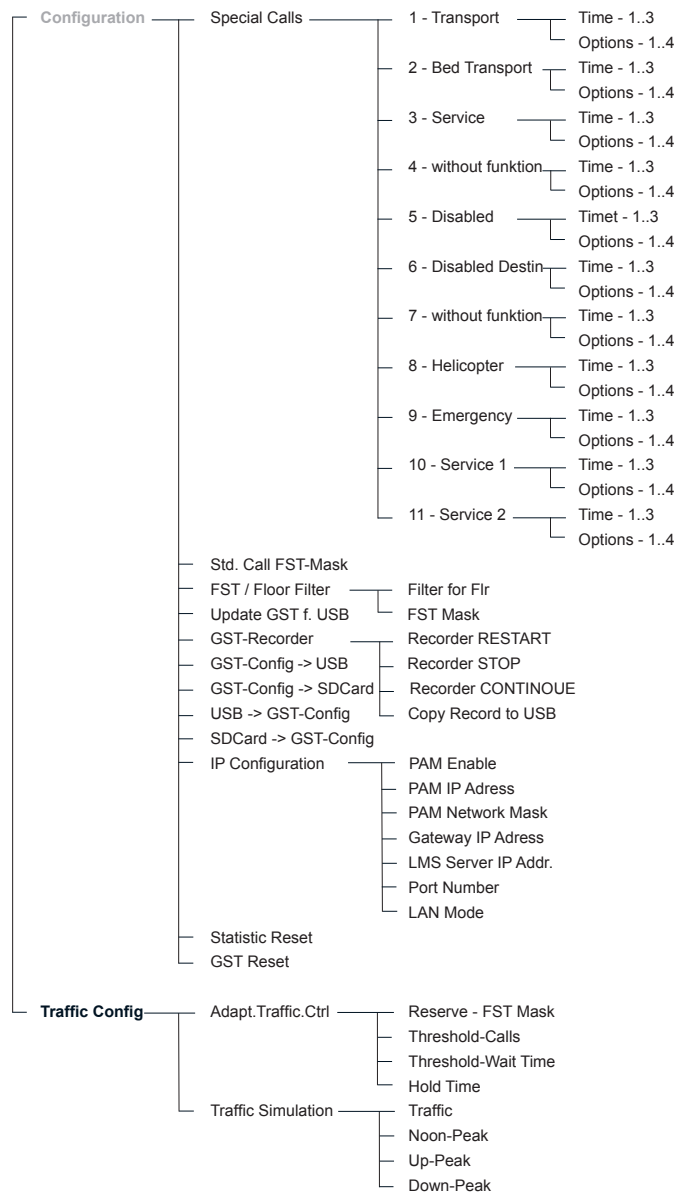 Configuration Special Calls 1 - Transport Time - 1..3
Options - 1..4
2 - Bed Transport Time - 1..3
Options - 1..4
3 - Service Time - 1..3
Options - 1..4
4 - without funktion Time - 1..3
Options - 1..4
5 - Disabled Timet - 1..3
Options - 1..4
6 - Disabled Destin Time - 1..3
Options - 1..4
7 - without funktion Time - 1..3
Options - 1..4
8 - Helicopter Time - 1..3
Options - 1..4
9 - Emergency Time - 1..3
Options - 1..4
10 - Service 1 Time - 1..3
Options - 1..4
11 - Service 2 Time - 1..3
Options - 1..4
Std. Call FST-Mask
FST / Floor Filter Filter for Flr
Update GST f. USB FST Mask
GST-Recorder Recorder RESTART
GST-Config -> USB Recorder STOP
GST-Config -> SDCard Recorder CONTINOUE
USB -> GST-Config Copy Record to USB
SDCard -> GST-Config
IP Configuration PAM Enable
PAM IP Adress
PAM Network Mask
Gateway IP Adress
LMS Server IP Addr.
Port Number
LAN Mode
Statistic Reset
GST Reset
Traffic Config Adapt.Traffic.Ctrl Reserve - FST Mask
Threshold-Calls
Threshold-Wait Time
Hold Time
Traffic Simulation Traffic
Noon-Peak
Up-Peak
Down-Peak